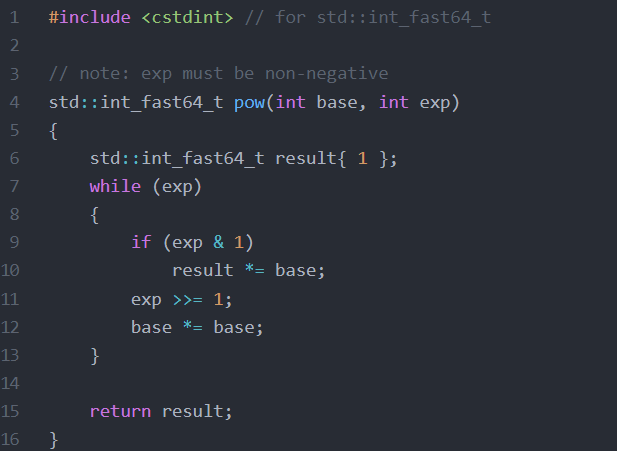 1 #include <cstdint> // for std::int_fast64_t
2
3 // note: exp must be non-negative
4 std::int_fast64_t pow(int base, int exp)
5 {
6     std::int_fast64_t result{ 1 };
7     while (exp)
8     {
9         if (exp & 1)
10             result *= base;
11         exp >>= 1;
12         base *= base;
13     }
14
15     return result;
16 }